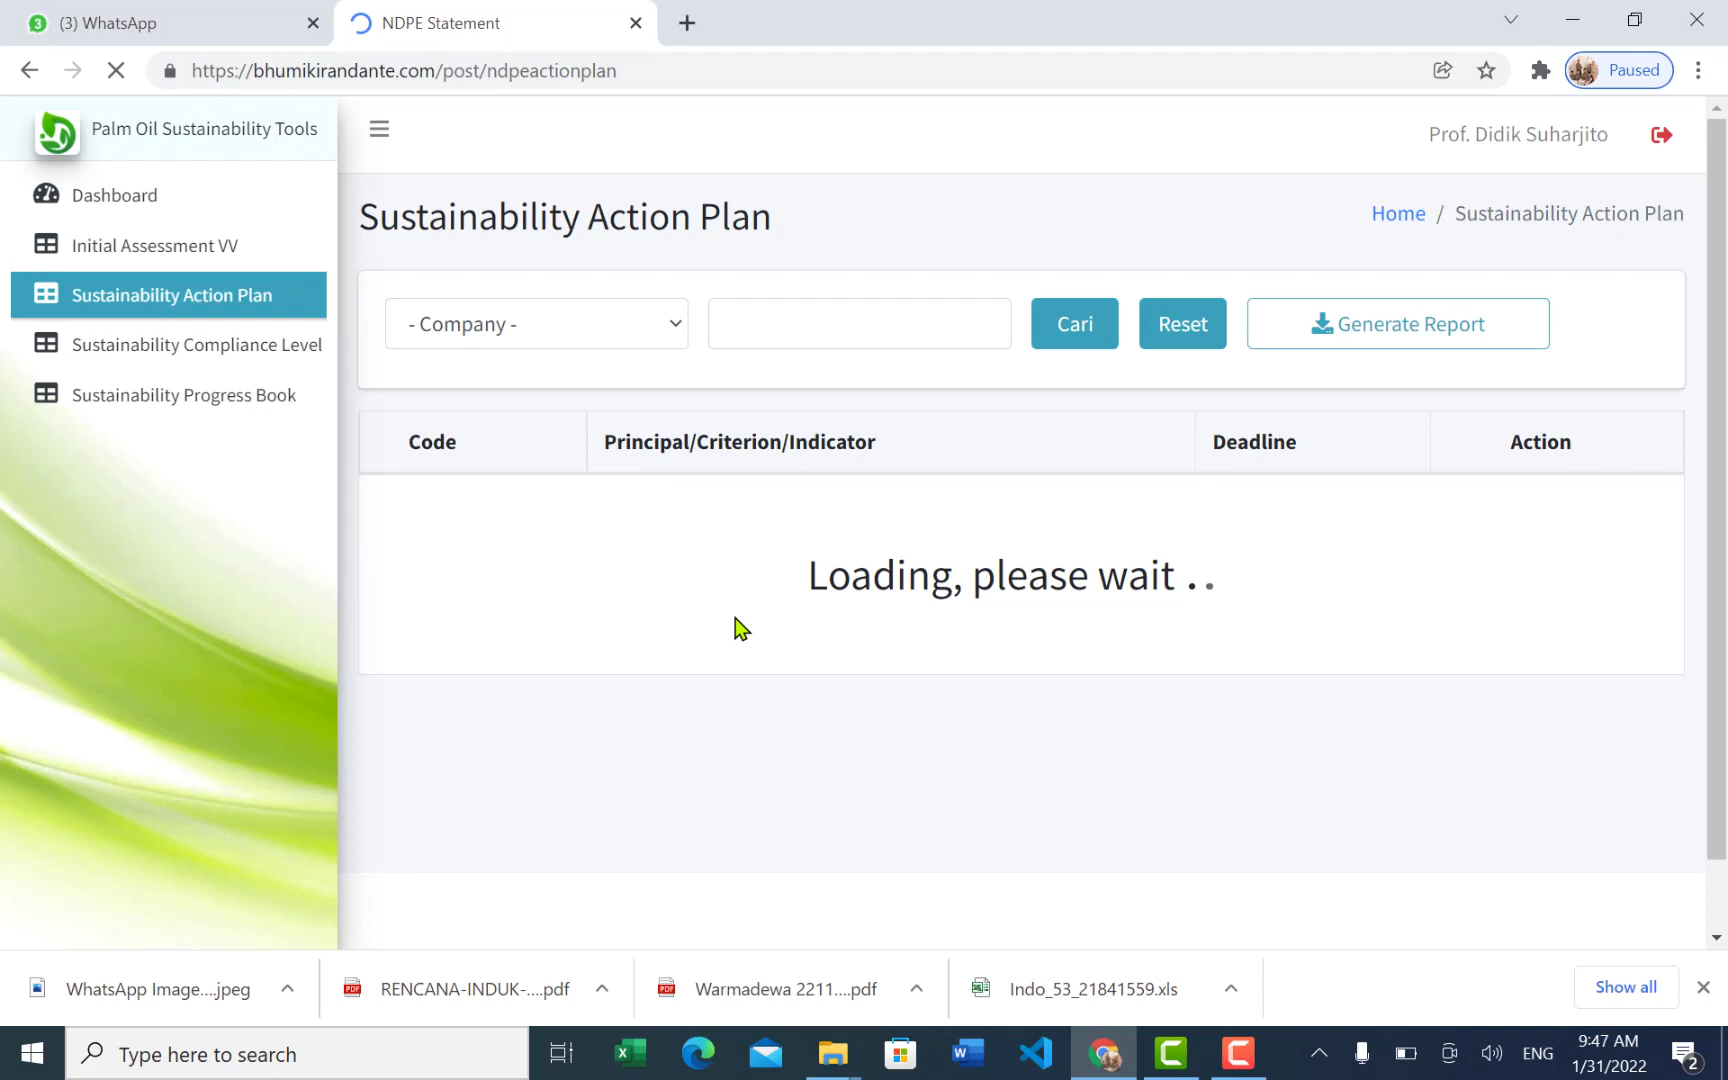 (3) WhatsApp
NDPE Statement
https://bhumikirandante.com/post/ndpeactionplan
Paused
Palm Oil Sustainability Tools
Prof. Didik Suharjito
Dashboard
Initial Assessment VV
Sustainability Action Plan
Sustainability Compliance Level
Sustainability Progress Book
Sustainability Action Plan
Home / Sustainability Action Plan
- Company -
Cari
Reset
Generate Report
Code
Principal/Criterion/Indicator
Deadline
Action
Loading, please wait . .
WhatsApp Image....jpeg
RENCANA-INDUK-....pdf
Warmadewa 2211....pdf
Indo_53_21841559.xls
Show all
Type here to search
ENG
9:47 AM
1/31/2022
2